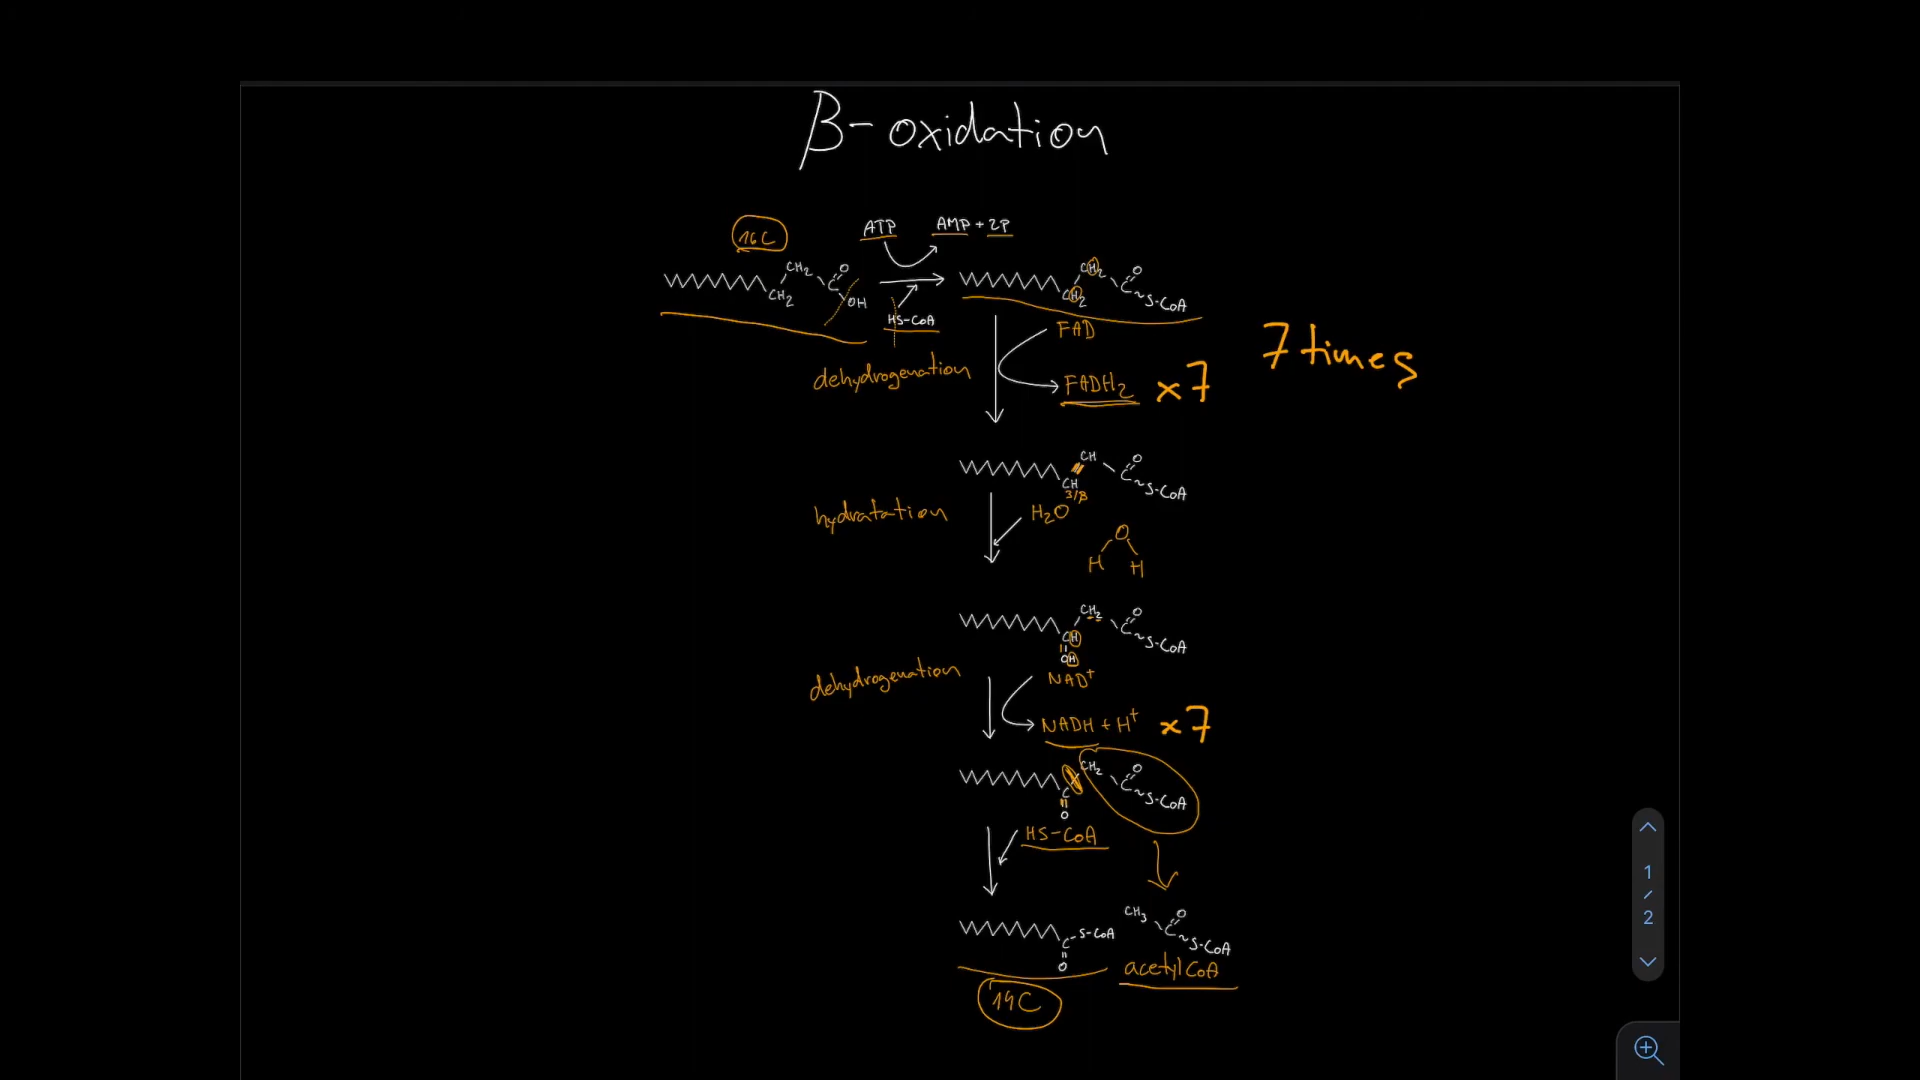 β-oxidation
16C
ATP AMP + 2P
CH₂ O
CH₂ C OH
HS-CoA
CH₂ O
CH₂ C ~S-CoA
FAD
dehydrogenation
FADH₂ x7
7 times
CH O
CH C ~S-CoA
3/β
hydratation
H₂O
O
H H
CH₂ O
CH C ~S-CoA
OH
dehydrogenation
NAD⁺
NADH + H⁺ x7
CH₂ O
C C ~S-CoA
O
HS-CoA
C S-CoA
O
CH₃ O
C ~S-CoA
acetylCoA
14C
1
/
2